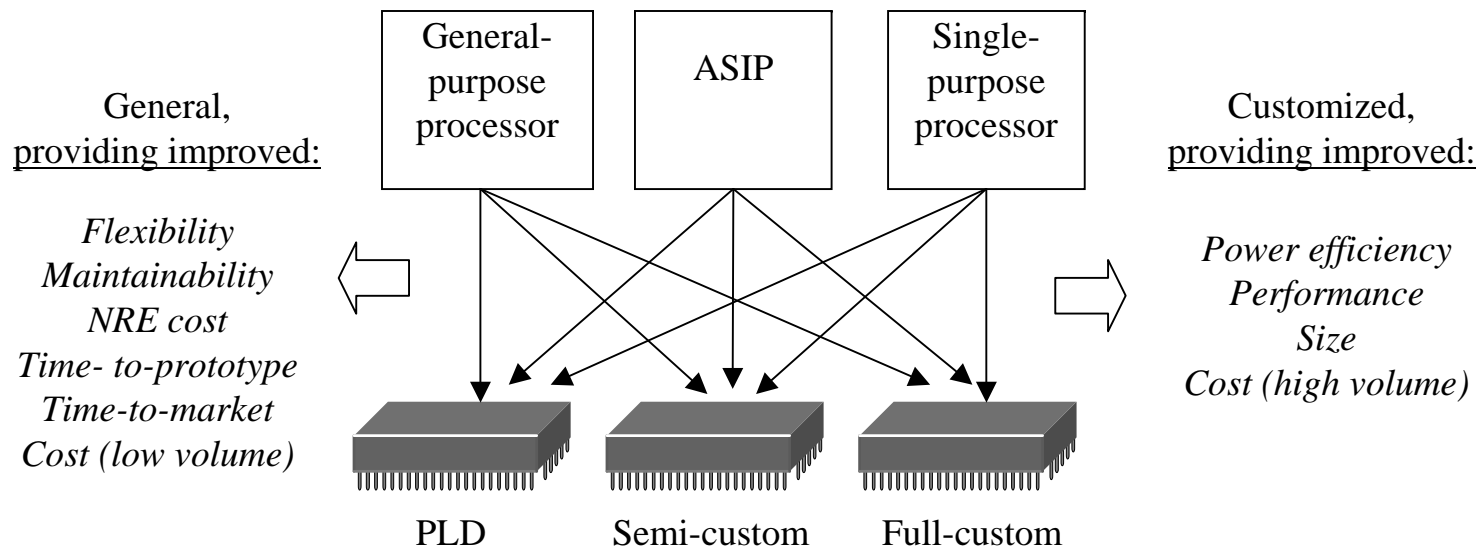 General-
purpose
processor
ASIP
Single-
purpose
processor
General,
providing improved:
Flexibility
Maintainability
NRE cost
Time- to-prototype
Time-to-market
Cost (low volume)
Customized,
providing improved:
Power efficiency
Performance
Size
Cost (high volume)
PLD
Semi-custom
Full-custom